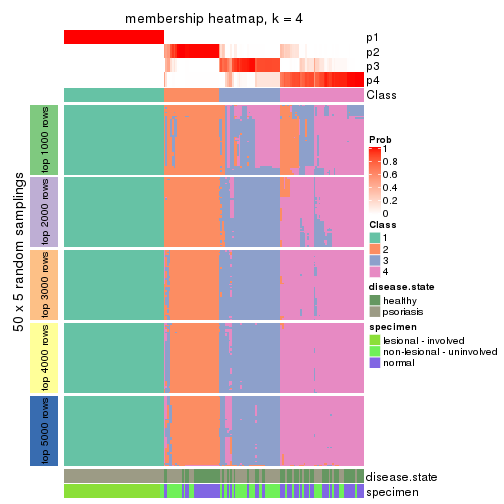 membership heatmap, k = 4
p1
p2
p3
p4
Class
50 x 5 random samplings
top 1000 rows
top 2000 rows
top 3000 rows
top 4000 rows
top 5000 rows
Prob
1
0.8
0.6
0.4
0.2
0
Class
1
2
3
4
disease.state
healthy
psoriasis
specimen
lesional - involved
non-lesional - uninvolved
normal
disease.state
specimen